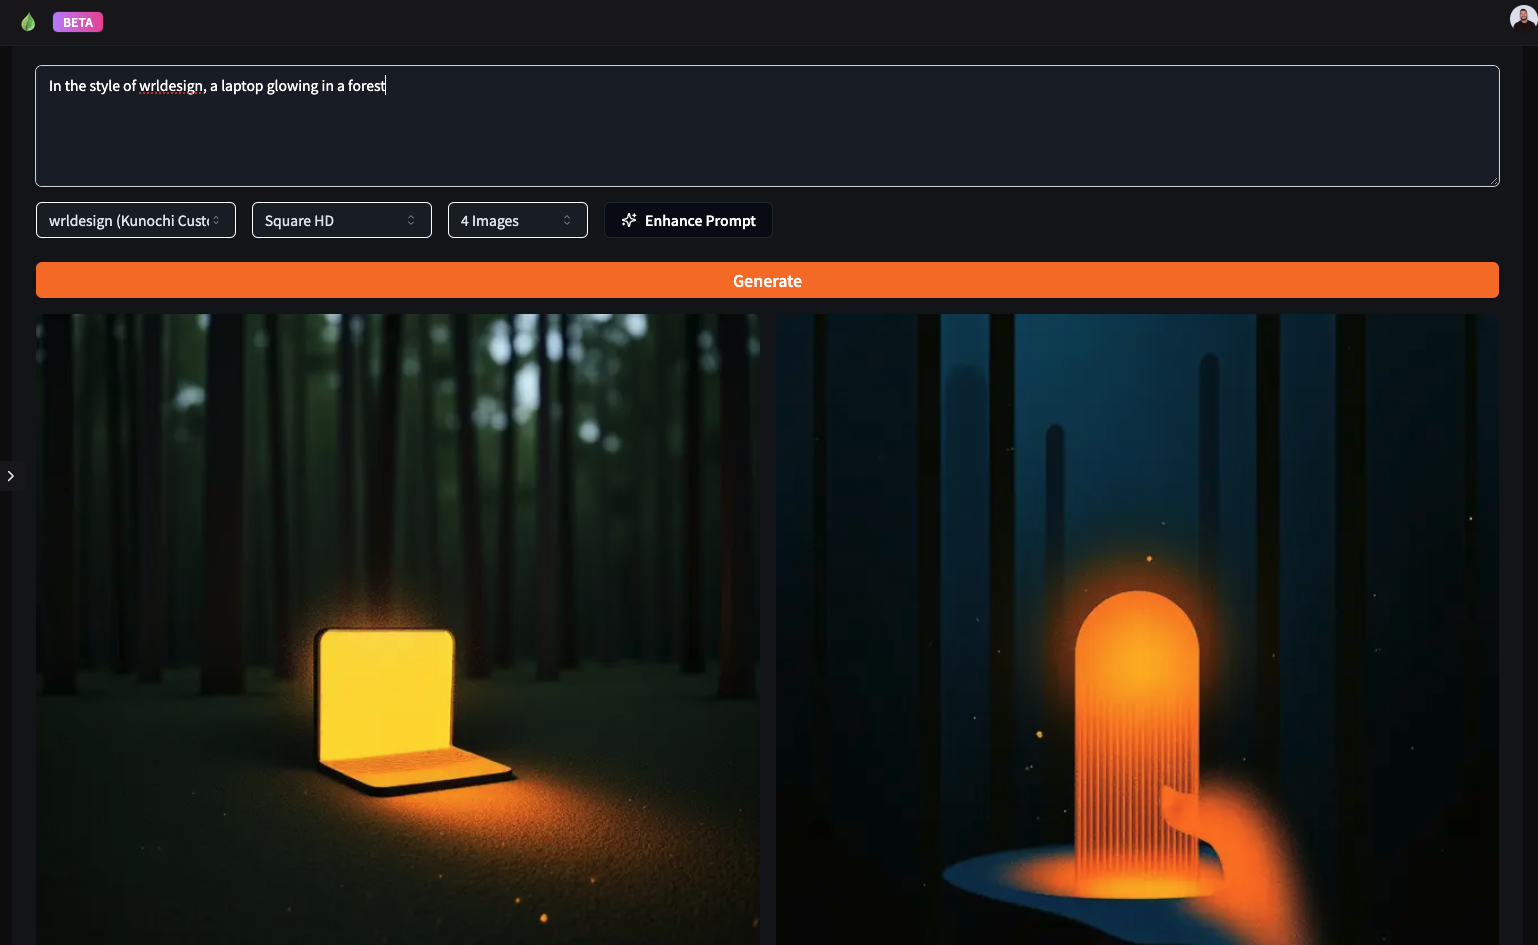 BETA
In the style of wrldesign, a laptop glowing in a forest
wrldesign (Kunochi Cust
Square HD
4 Images
Enhance Prompt
Generate